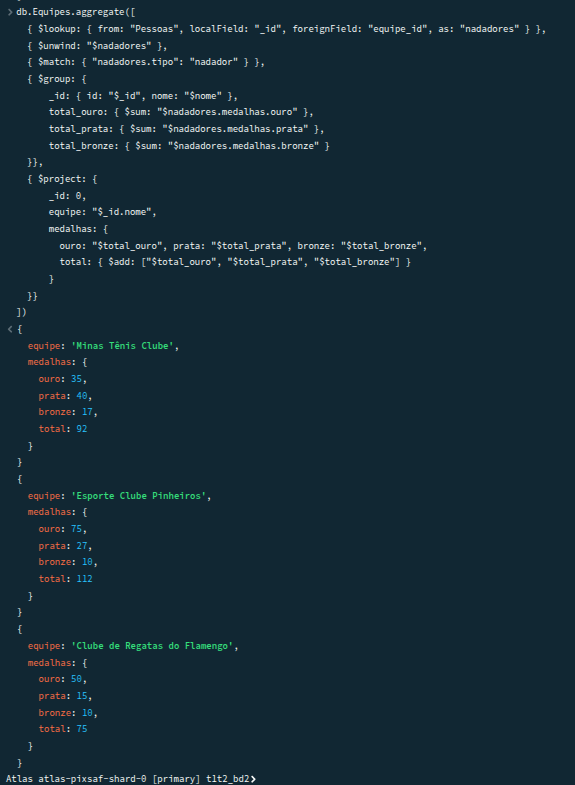 > db.Equipes.aggregate([
{ $lookup: { from: "Pessoas", localField: "_id", foreignField: "equipe_id", as: "nadadores" } },
{ $unwind: "$nadadores" },
{ $match: { "nadadores.tipo": "nadador" } },
{ $group: {
_id: { id: "$_id", nome: "$nome" },
total_ouro: { $sum: "$nadadores.medalhas.ouro" },
total_prata: { $sum: "$nadadores.medalhas.prata" },
total_bronze: { $sum: "$nadadores.medalhas.bronze" }
}},
{ $project: {
_id: 0,
equipe: "$_id.nome",
medalhas: {
ouro: "$total_ouro", prata: "$total_prata", bronze: "$total_bronze",
total: { $add: ["$total_ouro", "$total_prata", "$total_bronze"] }
}
}}
])
< {
equipe: 'Minas Tênis Clube',
medalhas: {
ouro: 35,
prata: 40,
bronze: 17,
total: 92
}
}
{
equipe: 'Esporte Clube Pinheiros',
medalhas: {
ouro: 75,
prata: 27,
bronze: 10,
total: 112
}
}
{
equipe: 'Clube de Regatas do Flamengo',
medalhas: {
ouro: 50,
prata: 15,
bronze: 10,
total: 75
}
}
Atlas atlas-pixsaf-shard-0 [primary] t1t2_bd2>